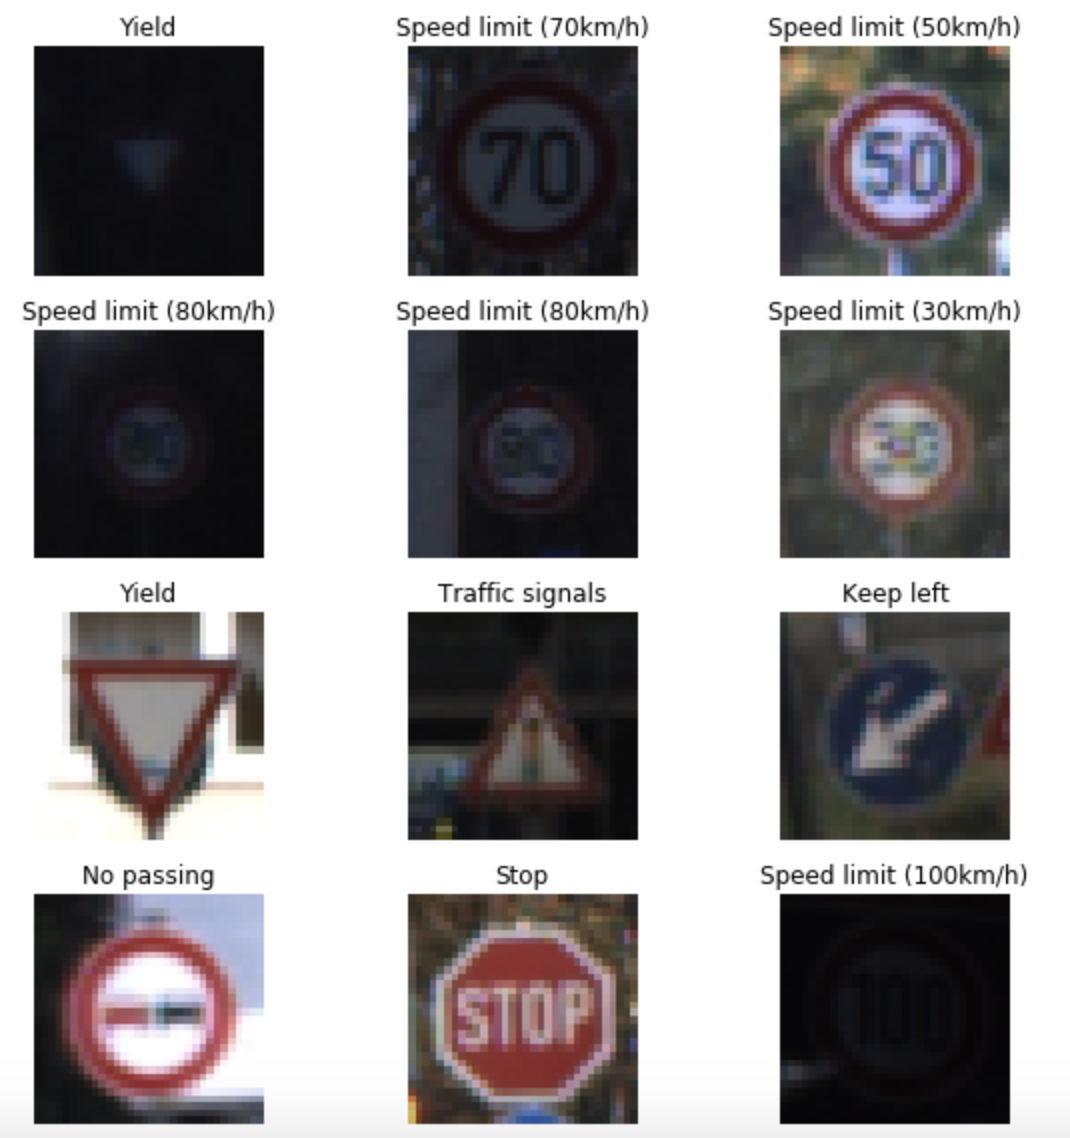 Yield
Speed limit (70km/h)
Speed limit (50km/h)
70
50
Speed limit (80km/h)
Speed limit (80km/h)
Speed limit (30km/h)
Yield
Traffic signals
Keep left
No passing
Stop
Speed limit (100km/h)
STOP
100